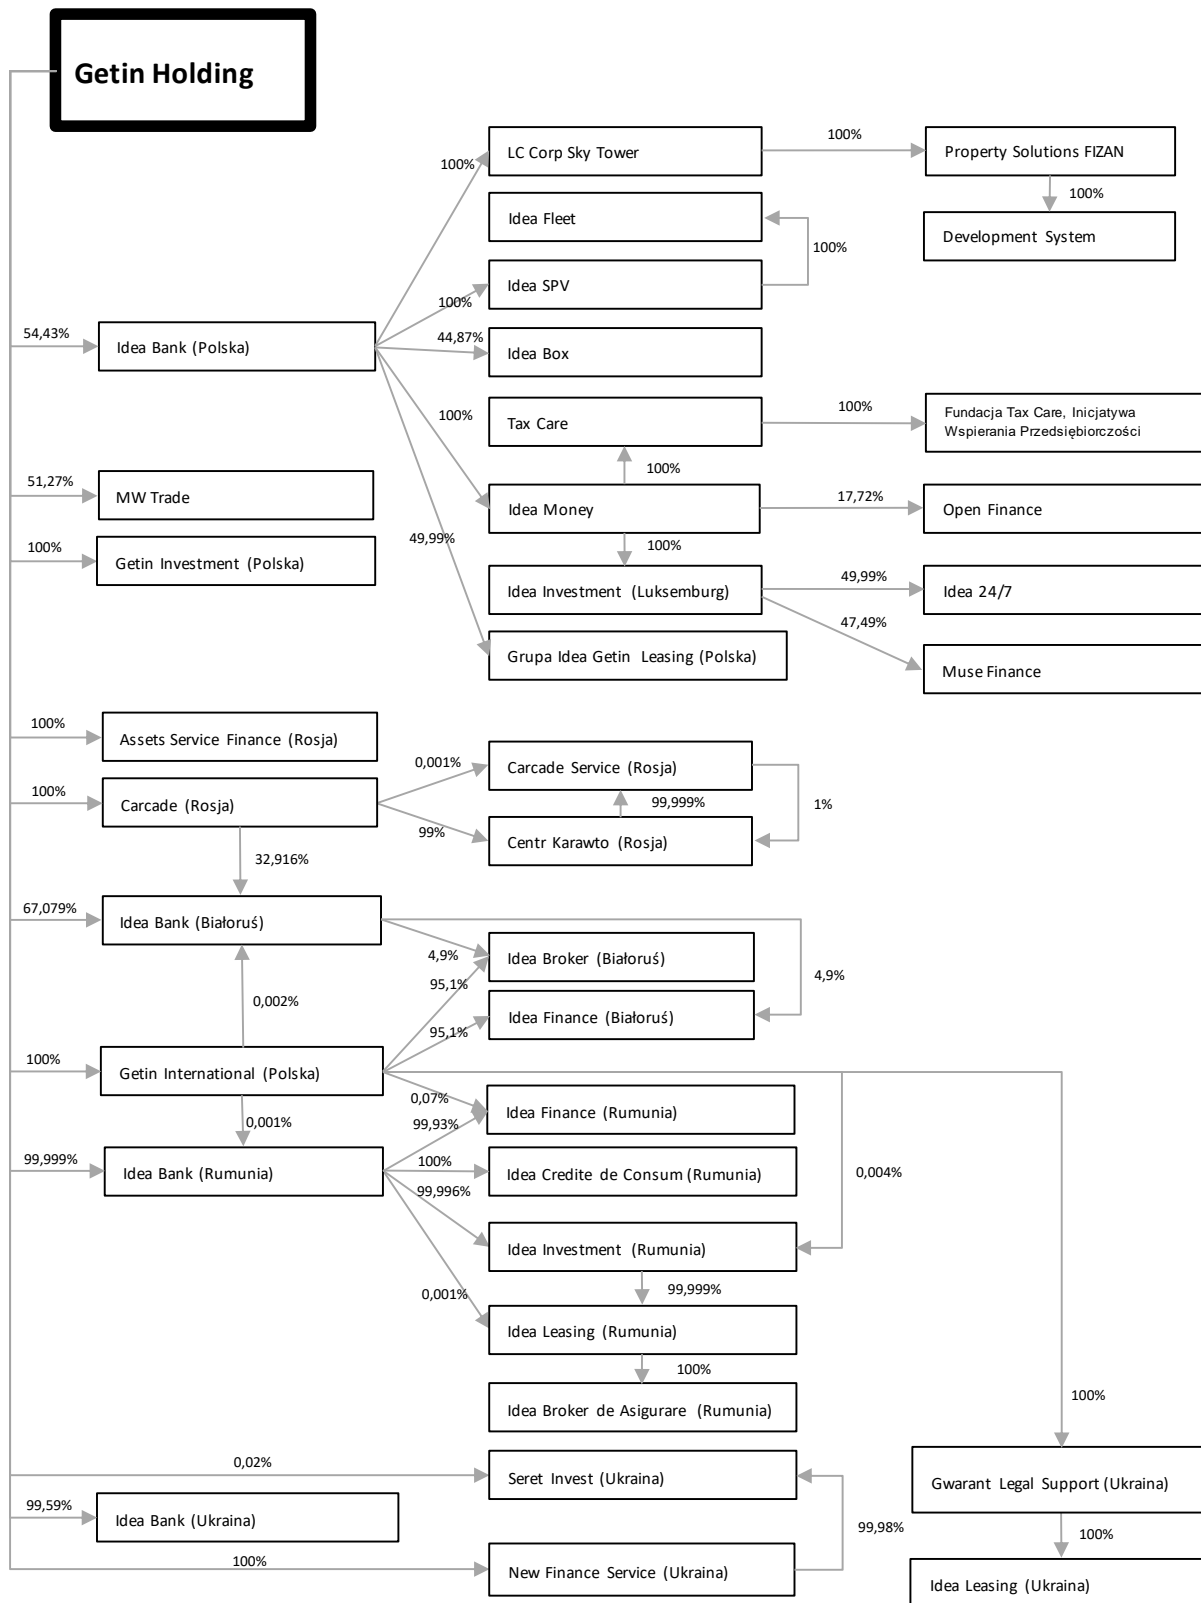 Getin Holding
LC Corp Sky Tower
100%
100%
Property Solutions FIZAN
100%
Idea Fleet
100%
Development System
Idea SPV
100%
54,43%
Idea Bank (Polska)
44,87%
Idea Box
100%
Tax Care
100%
Fundacja Tax Care, Inicjatywa
Wspierania Przedsiębiorczości
100%
51,27%
MW Trade
Idea Money
17,72%
Open Finance
49,99%
100%
100%
Getin Investment (Polska)
Idea Investment (Luksemburg)
49,99%
Idea 24/7
47,49%
Grupa Idea Getin Leasing (Polska)
Muse Finance
100%
Assets Service Finance (Rosja)
0,001%
Carcade Service (Rosja)
100%
Carcade (Rosja)
99,999%
1%
99%
Centr Karawto (Rosja)
32,916%
67,079%
Idea Bank (Białoruś)
4,9%
Idea Broker (Białoruś)
4,9%
95,1%
0,002%
95,1%
Idea Finance (Białoruś)
100%
Getin International (Polska)
0,07%
Idea Finance (Rumunia)
0,001%
99,93%
99,999%
Idea Bank (Rumunia)
100%
Idea Credite de Consum (Rumunia)
0,004%
99,996%
Idea Investment (Rumunia)
99,999%
0,001%
Idea Leasing (Rumunia)
100%
Idea Broker de Asigurare (Rumunia)
100%
0,02%
Seret Invest (Ukraina)
Gwarant Legal Support (Ukraina)
99,59%
Idea Bank (Ukraina)
99,98%
100%
100%
New Finance Service (Ukraina)
Idea Leasing (Ukraina)